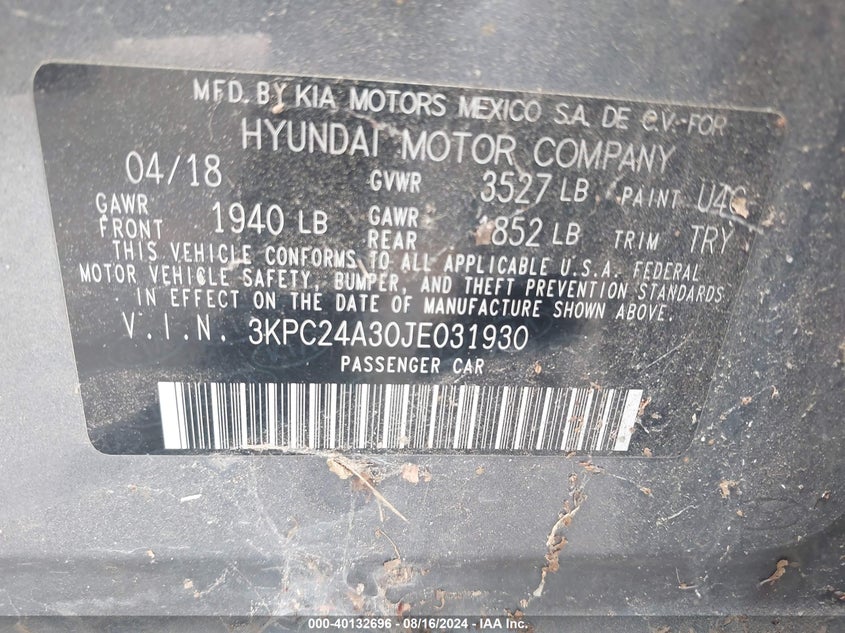 MFD. BY KIA MOTORS MEXICO S.A. DE C.V. FOR
HYUNDAI MOTOR COMPANY
04/18 GVWR 3527 LB PAINT
GAWR FRONT 1940 LB GAWR REAR 1852 LB TRIM TRY
THIS VEHICLE CONFORMS TO ALL APPLICABLE U.S.A. FEDERAL
MOTOR VEHICLE SAFETY, BUMPER, AND THEFT PREVENTION STANDARDS
IN EFFECT ON THE DATE OF MANUFACTURE SHOWN ABOVE.
V.I.N. 3KPC24A30JE031930
PASSENGER CAR
000-40132696 - 08/16/2024 - IAA Inc.